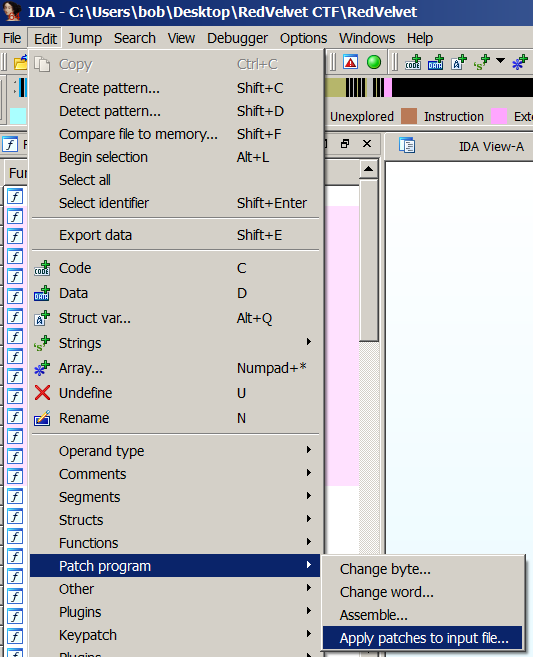 IDA - C:\Users\bob\Desktop\RedVelvet CTF\RedVelvet
File Edit Jump Search View Debugger Options Windows Help
Copy Ctrl+C
Create pattern... Shift+C
Detect pattern... Shift+D
Compare file to memory... Shift+F
Begin selection Alt+L
Select all
Select identifier Shift+Enter
Export data Shift+E
Code C
Data D
Struct var... Alt+Q
Strings
Array... Numpad+*
Undefine U
Rename N
Operand type
Comments
Segments
Structs
Functions
Patch program
Other
Plugins
Keypatch
Plugins
Change byte...
Change word...
Assemble...
Apply patches to input file...
Unexplored Instruction Exte
IDA View-A
Fun